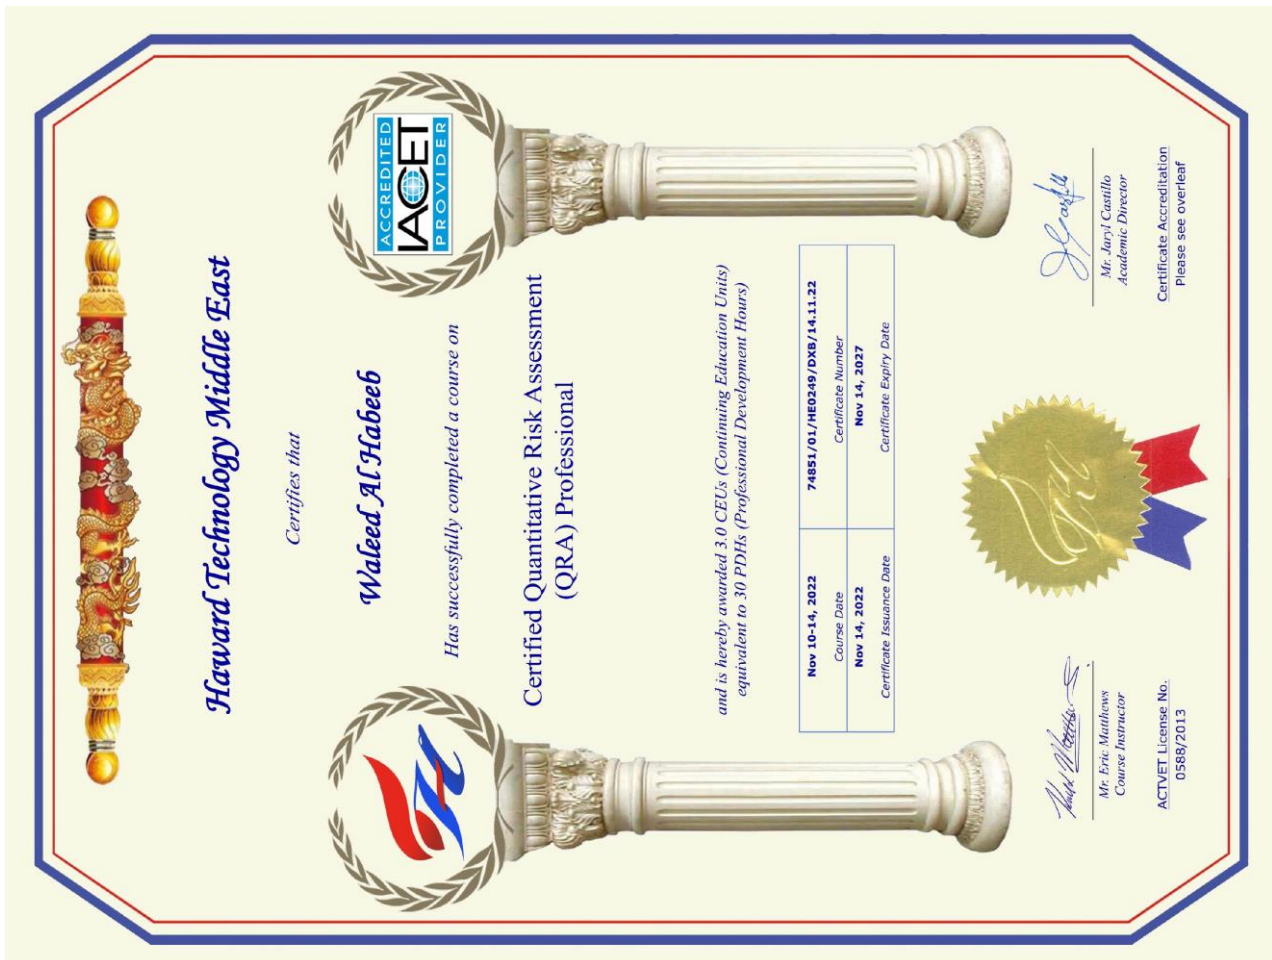 Haward Technology Middle East
Certifies that
ACCREDITED
IACET
PROVIDER
Waleed Al Habeeb
Has successfully completed a course on
Certified Quantitative Risk Assessment
(QRA) Professional
and is hereby awarded 3.0 CEUs (Continuing Education Units)
equivalent to 30 PDHs (Professional Development Hours)
Nov 10-14, 2022 74851/01/HE0249/DXB/14.11.22
Course Date Certificate Number
Nov 14, 2022 Nov 14, 2027
Certificate Issuance Date Certificate Expiry Date
Mr. Eric Matthews
Course Instructor
Mr. Jaryl Castillo
Academic Director
ACTVET License No.
0588/2013
Certificate Accreditation
Please see overleaf